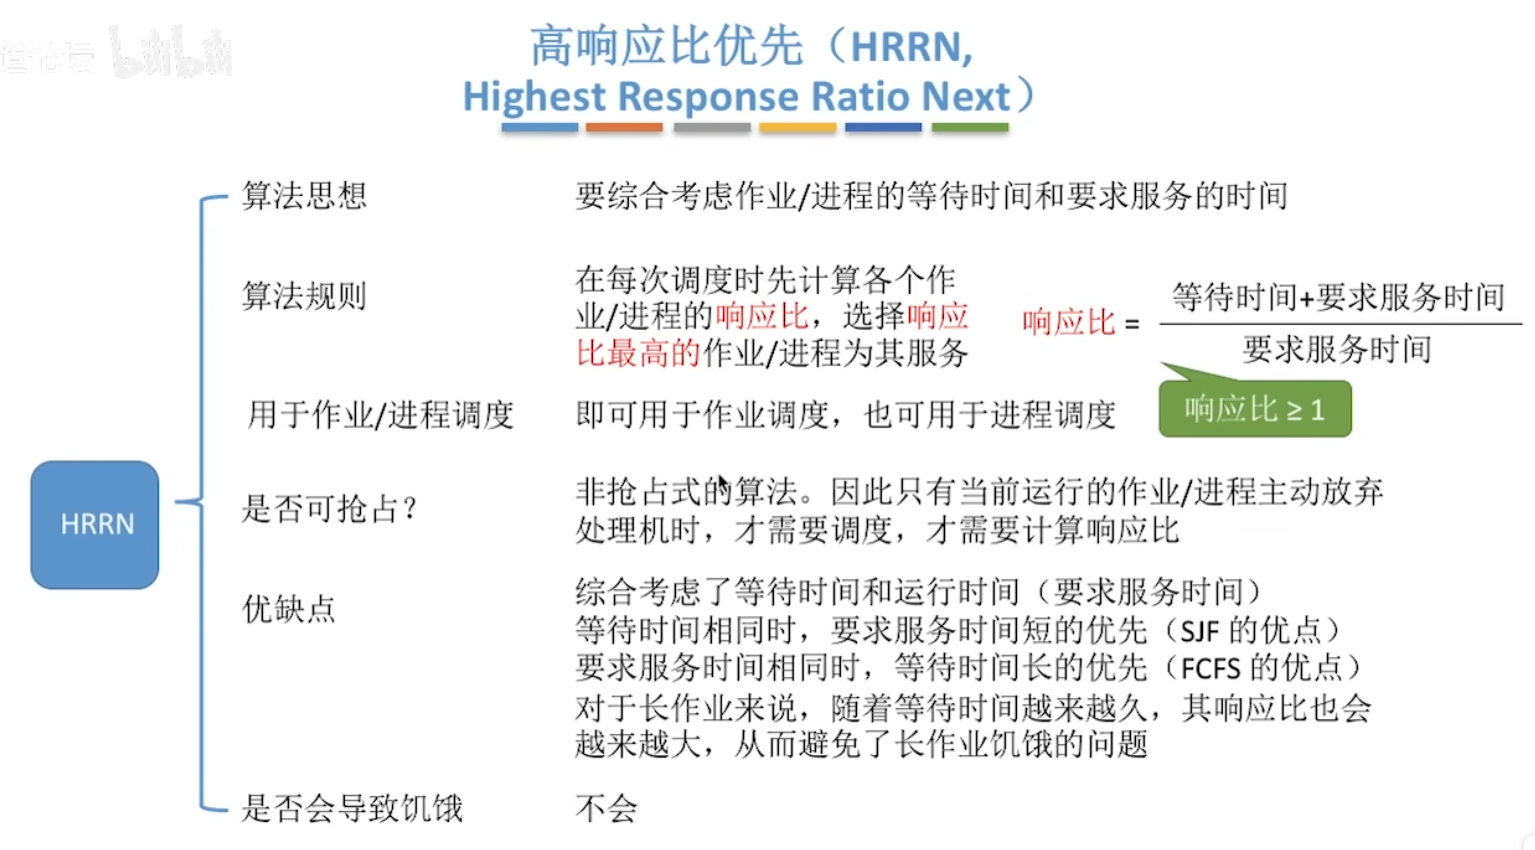 道论坛 bilibili
高响应比优先（HRRN,
Highest Response Ratio Next）
算法思想
要综合考虑作业/进程的等待时间和要求服务的时间
算法规则
在每次调度时先计算各个作
业/进程的响应比，选择响应
比最高的作业/进程为其服务
响应比 =
等待时间+要求服务时间
要求服务时间
响应比 ≥ 1
用于作业/进程调度
即可用于作业调度，也可用于进程调度
HRRN
是否可抢占？
非抢占式的算法。因此只有当前运行的作业/进程主动放弃
处理机时，才需要调度，才需要计算响应比
优缺点
综合考虑了等待时间和运行时间（要求服务时间）
等待时间相同时，要求服务时间短的优先（SJF 的优点）
要求服务时间相同时，等待时间长的优先（FCFS 的优点）
对于长作业来说，随着等待时间越来越久，其响应比也会
越来越大，从而避免了长作业饥饿的问题
是否会导致饥饿
不会